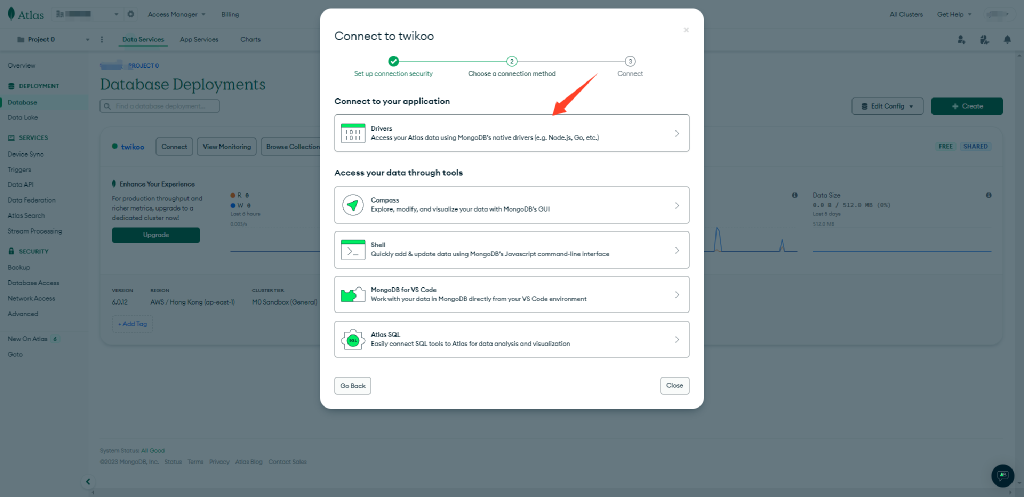 Atlas
Access Manager
Billing
All Clusters
Get Help
Project 0
Data Services
App Services
Charts
Overview
DEPLOYMENT
Database
Data Lake
SERVICES
Device Sync
Triggers
Data API
Data Federation
Atlas Search
Stream Processing
SECURITY
Backup
Database Access
Network Access
Advanced
New On Atlas
Goto
PROJECT 0
Database Deployments
Find a database deployment...
Edit Config
+ Create
twikoo
Connect
View Monitoring
Browse Collection
FREE
SHARED
Enhance Your Experience
For production throughput and
richer metrics, upgrade to a
dedicated cluster now!
Upgrade
R 0
W 0
Last 6 hours
Data Size
0.0 B / 512.0 MB (0%)
Last 6 days
512.0 MB
VERSION
REGION
CLUSTER TIER
AWS / Hong Kong (ap-east-1)
M0 Sandbox (General)
+ Add Tag
Connect to twikoo
2
3
Set up connection security
Choose a connection method
Connect
Connect to your application
Drivers
Access your Atlas data using MongoDB's native drivers (e.g. Node.js, Go, etc.)
Access your data through tools
Compass
Explore, modify, and visualize your data with MongoDB's GUI
Shell
Quickly add & update data using MongoDB's Javascript command-line interface
MongoDB for VS Code
Work with your data in MongoDB directly from your VS Code environment
Atlas SQL
Easily connect SQL tools to Atlas for data analysis and visualization
Go Back
Close
System Status: All Good
©2023 MongoDB, Inc.
Status
Terms
Privacy
Atlas Blog
Contact Sales